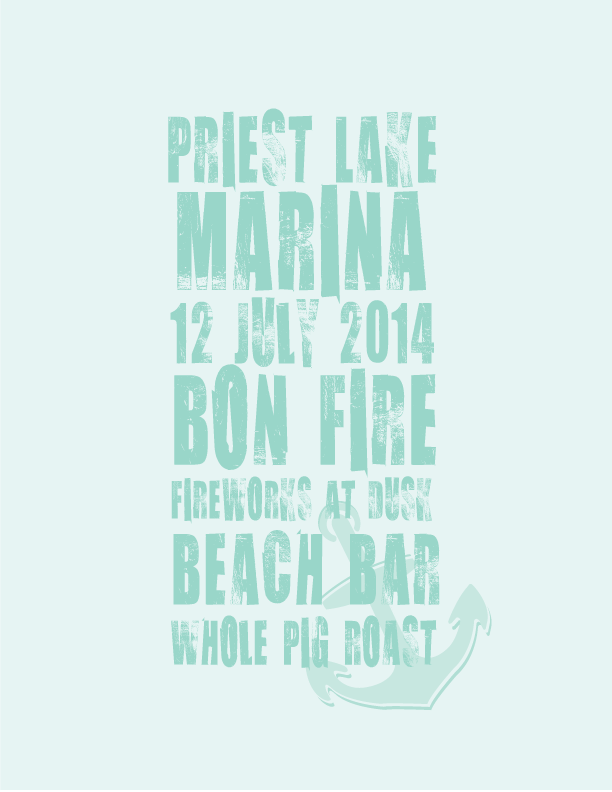 PRIEST LAKE
MARINA
12 JULY 2014
BON FIRE
FIREWORKS AT DUSK
BEACH BAR
WHOLE PIG ROAST